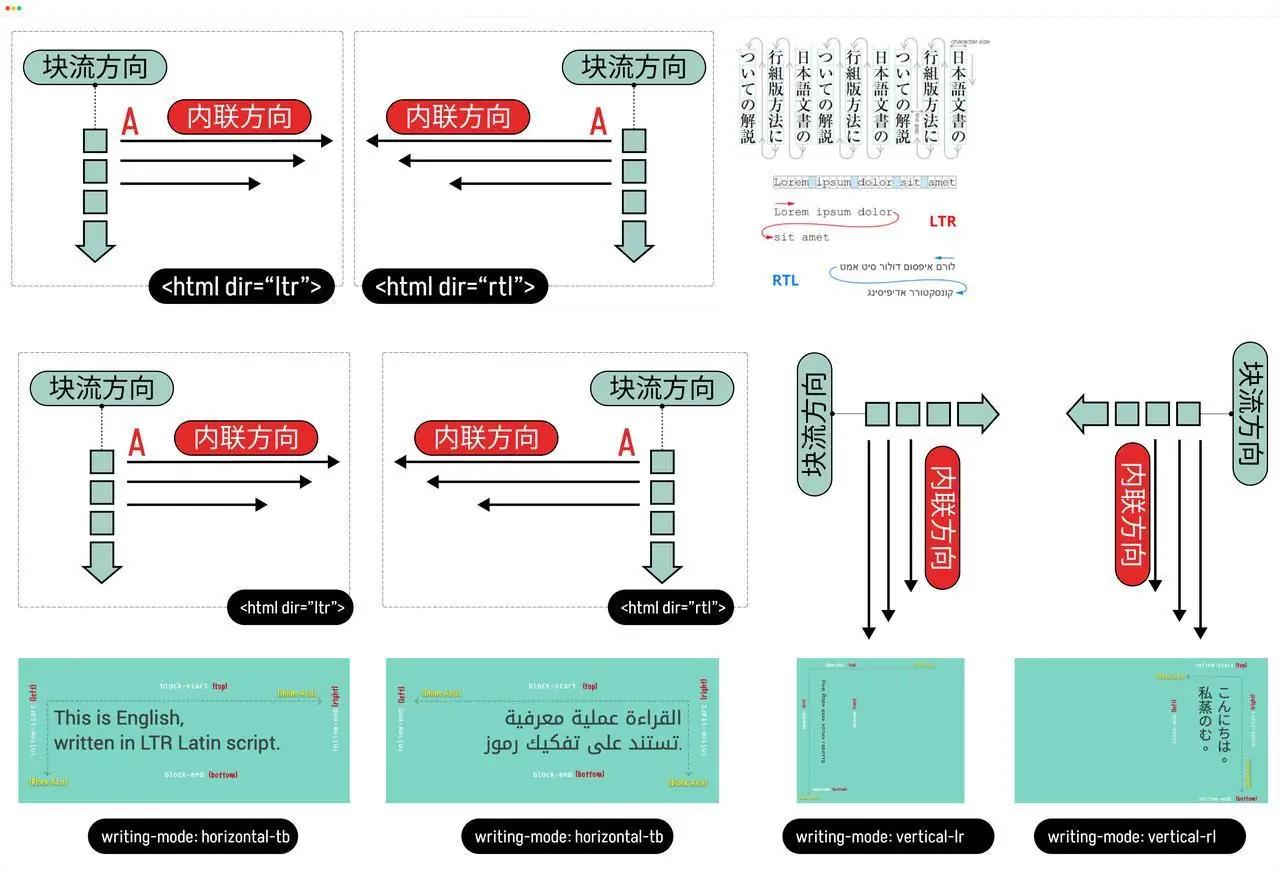 块流方向
A
内联方向
<html dir=“ltr”>
块流方向
内联方向
A
<html dir=“rtl”>
character size
日本語文書の
行組版方法に
ついての解説
日本語文書の
行組版方法に
ついての解説
日本語文書の
行組版方法に
ついての解説
Lorem ipsum dolor sit amet
Lorem ipsum dolor
sit amet
LTR
RTL
לורם איפסום דולור סיט אמט
קונסקטורר אדיפיסינג
块流方向
A
内联方向
<html dir=”ltr”>
块流方向
内联方向
A
<html dir=”rtl”>
块流方向
内联方向
块流方向
内联方向
block-start (top)
(Inline Axis)
inline-start (left)
inline-end (right)
This is English,
written in LTR Latin script.
(Block Axis)
block-end (bottom)
writing-mode: horizontal-tb
block-start (top)
(Inline Axis)
inline-end (left)
inline-start (right)
القراءة عملية معرفية
تستند على تفكيك رموز.
block-end (bottom)
(Block Axis)
writing-mode: horizontal-tb
(top)
(bottom)
writing-mode: vertical-lr
inline-start (top)
(Block Axis)
(left)
(right)
こんにちは。
私蒸のむ。
inline-end (bottom)
writing-mode: vertical-rl